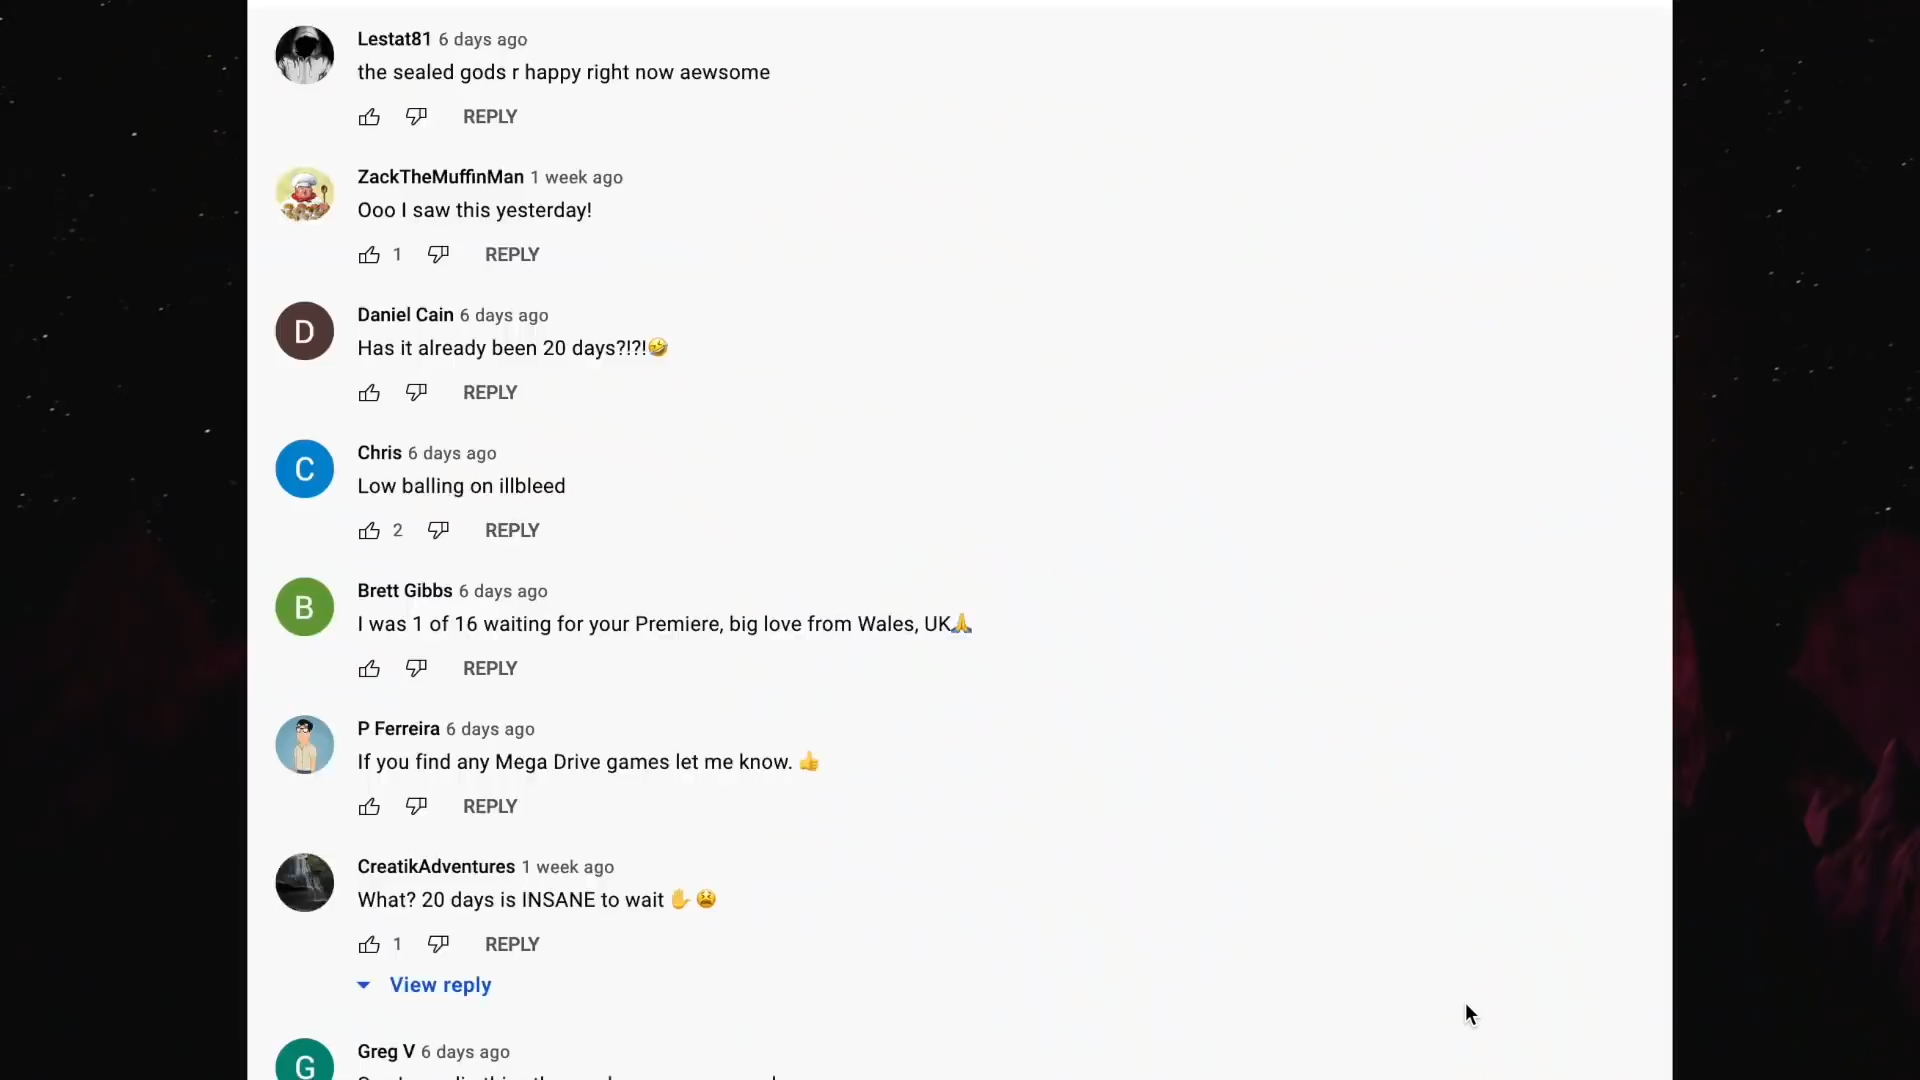 Lestat81 6 days ago
the sealed gods r happy right now aewsome
REPLY
ZackTheMuffinMan 1 week ago
Ooo I saw this yesterday!
1 REPLY
D
Daniel Cain 6 days ago
Has it already been 20 days?!?!🤣
REPLY
C
Chris 6 days ago
Low balling on illbleed
2 REPLY
B
Brett Gibbs 6 days ago
I was 1 of 16 waiting for your Premiere, big love from Wales, UK🙏
REPLY
P Ferreira 6 days ago
If you find any Mega Drive games let me know. 👍
REPLY
CreatikAdventures 1 week ago
What? 20 days is INSANE to wait ✋ 😫
1 REPLY
View reply
G
Greg V 6 days ago